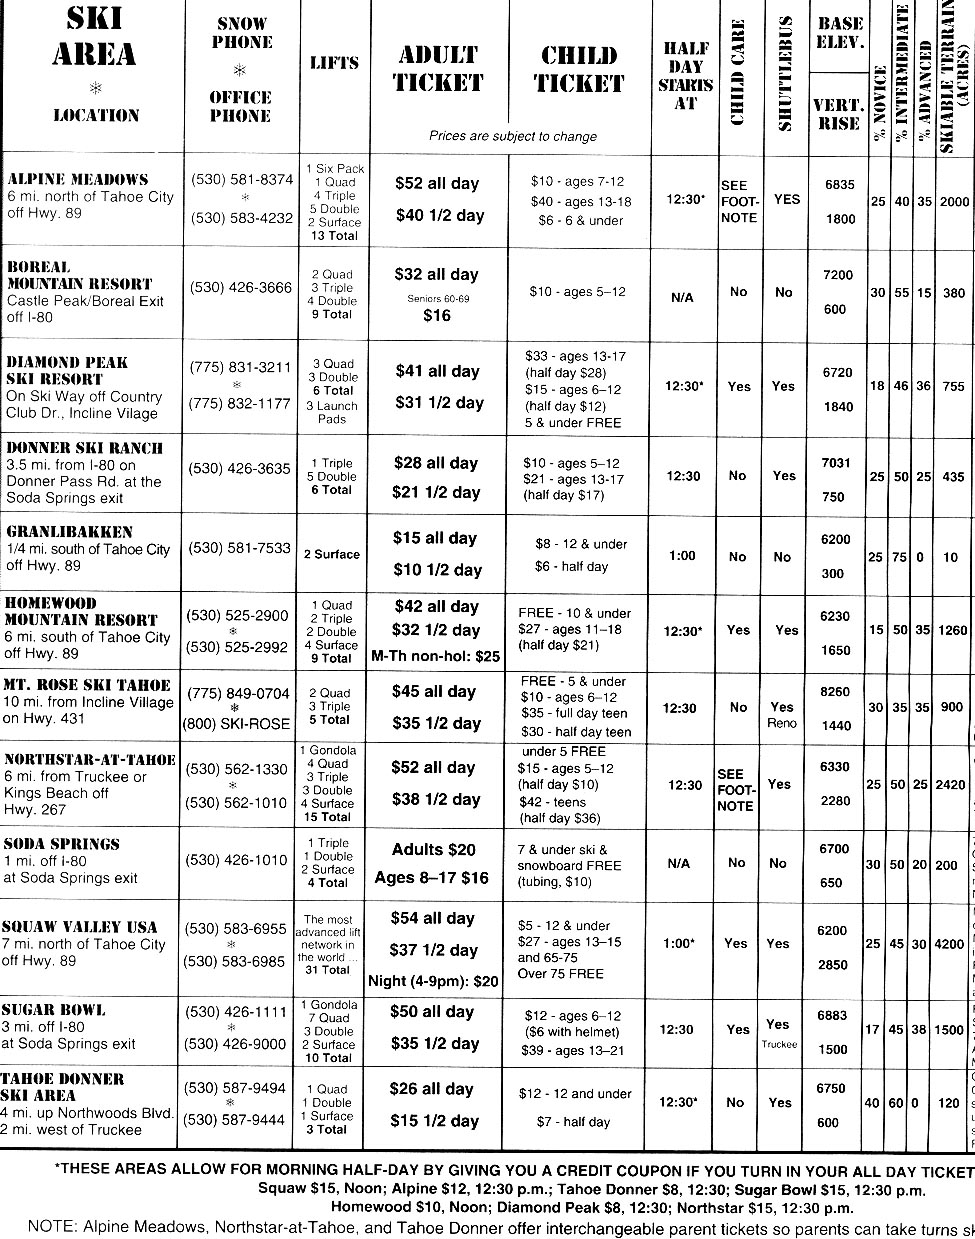 SKI AREA
*
LOCATION
SNOW PHONE
*
OFFICE PHONE
LIFTS
ADULT TICKET
CHILD TICKET
Prices are subject to change
HALF DAY STARTS AT
CHILD CARE
SHUTTLEBUS
BASE ELEV.
VERT. RISE
% NOVICE
% INTERMEDIATE
% ADVANCED
SKIABLE TERRAIN (ACRES)
ALPINE MEADOWS
6 mi. north of Tahoe City
off Hwy. 89
(530) 581-8374
*
(530) 583-4232
1 Six Pack
1 Quad
4 Triple
5 Double
2 Surface
13 Total
$52 all day
$40 1/2 day
$10 - ages 7-12
$40 - ages 13-18
$6 - 6 & under
12:30*
SEE FOOT-NOTE
YES
6835
1800
25 40 35 2000
BOREAL
MOUNTAIN RESORT
Castle Peak/Boreal Exit
off I-80
(530) 426-3666
2 Quad
3 Triple
4 Double
9 Total
$32 all day
Seniors 60-69
$16
$10 - ages 5–12
N/A
No
No
7200
600
30 55 15 380
DIAMOND PEAK
SKI RESORT
On Ski Way off Country
Club Dr., Incline Vilage
(775) 831-3211
*
(775) 832-1177
3 Quad
3 Double
6 Total
3 Launch
Pads
$41 all day
$31 1/2 day
$33 - ages 13-17
(half day $28)
$15 - ages 6–12
(half day $12)
5 & under FREE
12:30*
Yes
Yes
6720
1840
18 46 36 755
DONNER SKI RANCH
3.5 mi. from I-80 on
Donner Pass Rd. at the
Soda Springs exit
(530) 426-3635
1 Triple
5 Double
6 Total
$28 all day
$21 1/2 day
$10 - ages 5–12
$21 - ages 13-17
(half day $17)
12:30
No
Yes
7031
750
25 50 25 435
GRANLIBAKKEN
1/4 mi. south of Tahoe City
off Hwy. 89
(530) 581-7533
2 Surface
$15 all day
$10 1/2 day
$8 - 12 & under
$6 - half day
1:00
No
No
6200
300
25 75 0 10
HOMEWOOD
MOUNTAIN RESORT
6 mi. south of Tahoe City
off Hwy. 89
(530) 525-2900
*
(530) 525-2992
1 Quad
2 Triple
2 Double
4 Surface
9 Total
$42 all day
$32 1/2 day
M-Th non-hol: $25
FREE - 10 & under
$27 - ages 11–18
(half day $21)
12:30*
Yes
Yes
6230
1650
15 50 35 1260
MT. ROSE SKI TAHOE
10 mi. from Incline Village
on Hwy. 431
(775) 849-0704
*
(800) SKI-ROSE
2 Quad
3 Triple
5 Total
$45 all day
$35 1/2 day
FREE - 5 & under
$10 - ages 6–12
$35 - full day teen
$30 - half day teen
12:30
No
Yes
Reno
8260
1440
30 35 35 900
NORTHSTAR-AT-TAHOE
6 mi. from Truckee or
Kings Beach off
Hwy. 267
(530) 562-1330
*
(530) 562-1010
1 Gondola
4 Quad
3 Triple
3 Double
4 Surface
15 Total
$52 all day
$38 1/2 day
under 5 FREE
$15 - ages 5–12
(half day $10)
$42 - teens
(half day $36)
12:30
SEE FOOT-NOTE
Yes
6330
2280
25 50 25 2420
SODA SPRINGS
1 mi. off I-80
at Soda Springs exit
(530) 426-1010
1 Triple
1 Double
2 Surface
4 Total
Adults $20
Ages 8–17 $16
7 & under ski &
snowboard FREE
(tubing, $10)
N/A
No
No
6700
650
30 50 20 200
SQUAW VALLEY USA
7 mi. north of Tahoe City
off Hwy. 89
(530) 583-6955
*
(530) 583-6985
The most
advanced lift
network in
the world ...
31 Total
$54 all day
$37 1/2 day
Night (4-9pm): $20
$5 - 12 & under
$27 - ages 13–15
and 65-75
Over 75 FREE
1:00*
Yes
Yes
6200
2850
25 45 30 4200
SUGAR BOWL
3 mi. off I-80
at Soda Springs exit
(530) 426-1111
*
(530) 426-9000
1 Gondola
7 Quad
3 Double
2 Surface
10 Total
$50 all day
$35 1/2 day
$12 - ages 6–12
($6 with helmet)
$39 - ages 13–21
12:30
Yes
Yes
Truckee
6883
1500
17 45 38 1500
TAHOE DONNER
SKI AREA
4 mi. up Northwoods Blvd.
2 mi. west of Truckee
(530) 587-9494
*
(530) 587-9444
1 Quad
1 Double
1 Surface
3 Total
$26 all day
$15 1/2 day
$12 - 12 and under
$7 - half day
12:30*
No
Yes
6750
600
40 60 0 120
*THESE AREAS ALLOW FOR MORNING HALF-DAY BY GIVING YOU A CREDIT COUPON IF YOU TURN IN YOUR ALL DAY TICKET
Squaw $15, Noon; Alpine $12, 12:30 p.m.; Tahoe Donner $8, 12:30; Sugar Bowl $15, 12:30 p.m.
Homewood $10, Noon; Diamond Peak $8, 12:30; Northstar $15, 12:30 p.m.
NOTE: Alpine Meadows, Northstar-at-Tahoe, and Tahoe Donner offer interchangeable parent tickets so parents can take turns